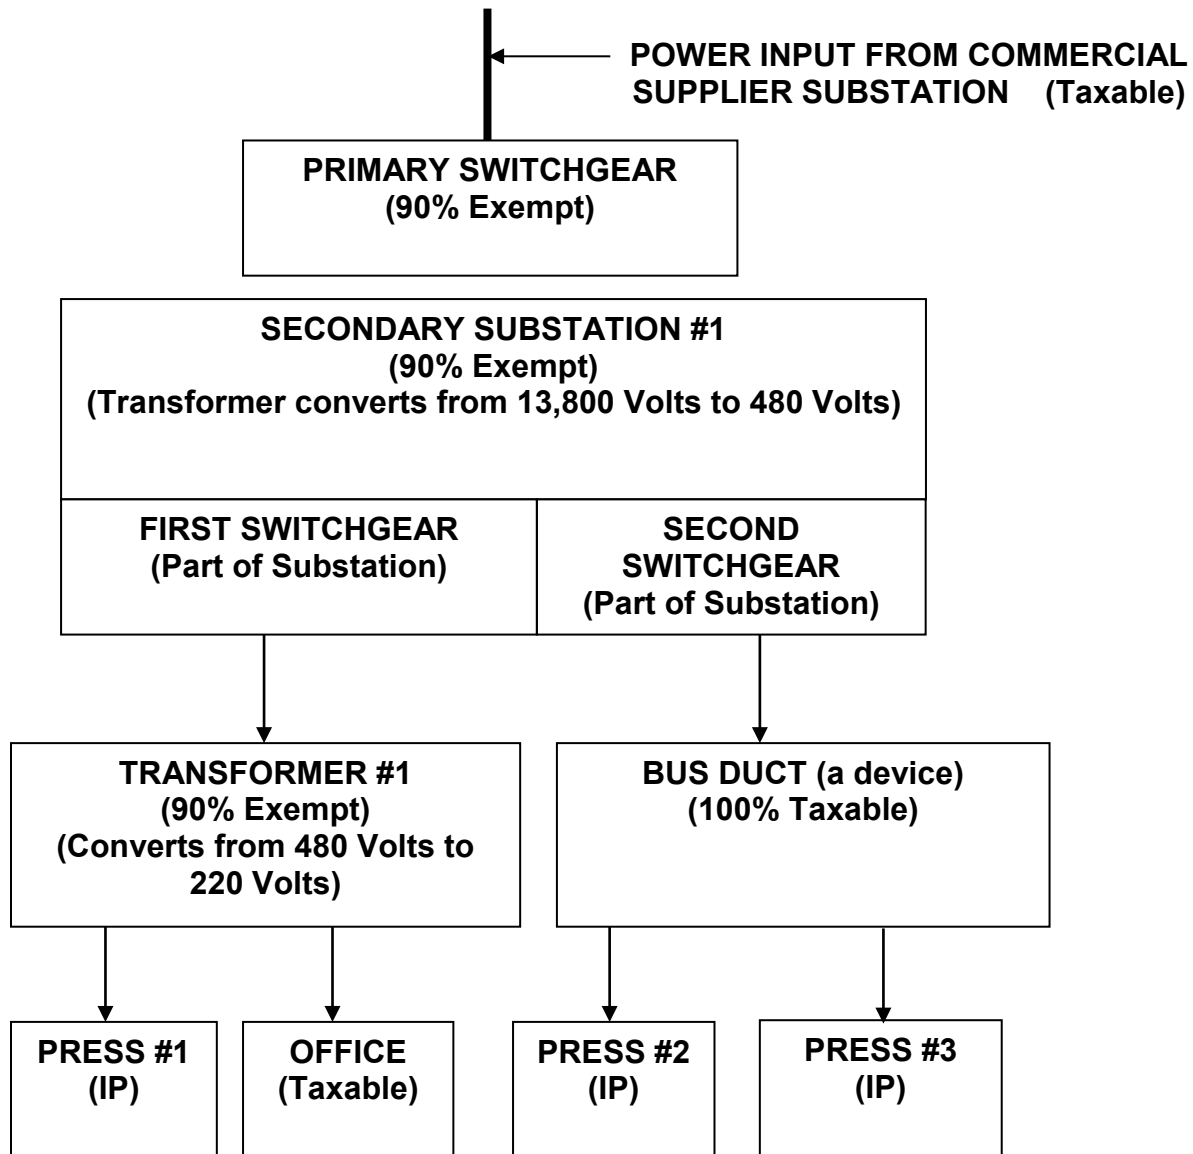 POWER INPUT FROM COMMERCIAL
SUPPLIER SUBSTATION (Taxable)
PRIMARY SWITCHGEAR
(90% Exempt)
SECONDARY SUBSTATION #1
(90% Exempt)
(Transformer converts from 13,800 Volts to 480 Volts)
FIRST SWITCHGEAR
(Part of Substation)
SECOND
SWITCHGEAR
(Part of Substation)
TRANSFORMER #1
(90% Exempt)
(Converts from 480 Volts to
220 Volts)
BUS DUCT (a device)
(100% Taxable)
PRESS #1
(IP)
OFFICE
(Taxable)
PRESS #2
(IP)
PRESS #3
(IP)